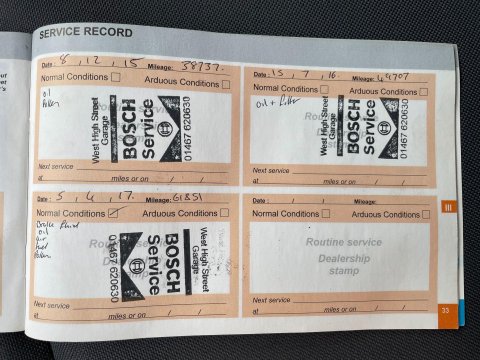 SERVICE RECORD
Date : 8 , 12 , 15 Mileage: 38737
Normal Conditions Arduous Conditions
oil
Pollen
West High Street
Garage
BOSCH
Service
01467 620630
Next service
at miles or on / /
Date : 15 , 7 , 16. Mileage: 49707
Normal Conditions Arduous Conditions
Oil + filter
West High Street
Garage
BOSCH
Service
01467 620630
Next service
at miles or on / /
Date : 5 , 4 , 17. Mileage: 61851
Normal Conditions Arduous Conditions
Brake fluid
oil
air
fuel
Pollen
West High Street
Garage
BOSCH
Service
01467 620630
Next service
at miles or on / /
Date : / / Mileage:
Normal Conditions Arduous Conditions
Routine service
Dealership
stamp
Next service
at miles or on / /
III
33